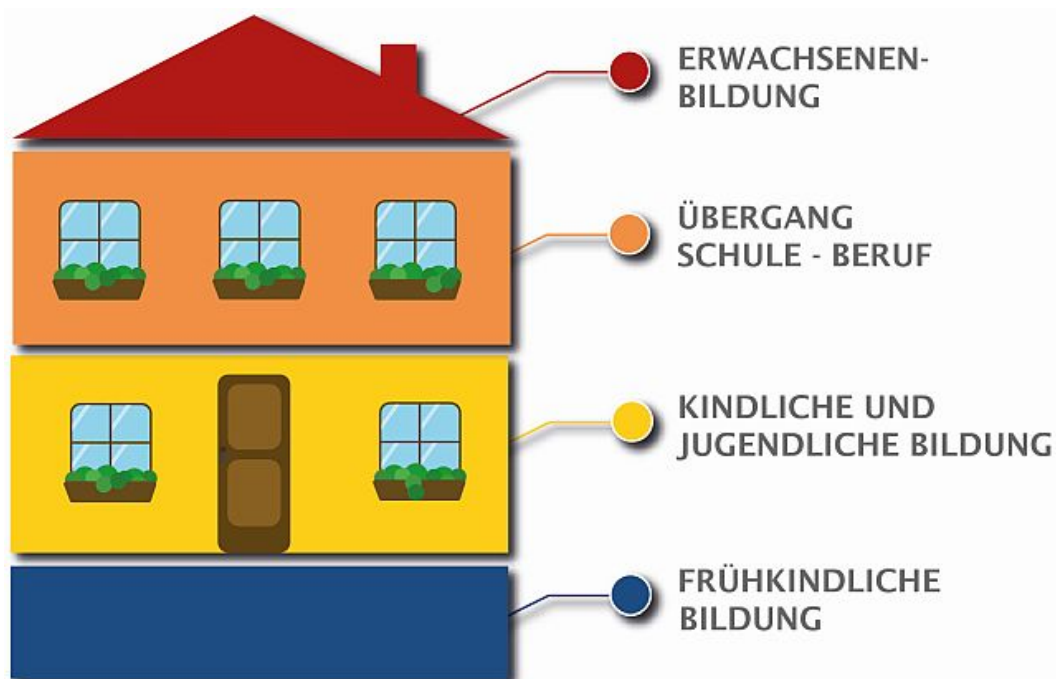 ERWACHSENEN-
BILDUNG
ÜBERGANG
SCHULE - BERUF
KINDLICHE UND
JUGENDLICHE BILDUNG
FRÜHKINDLICHE
BILDUNG